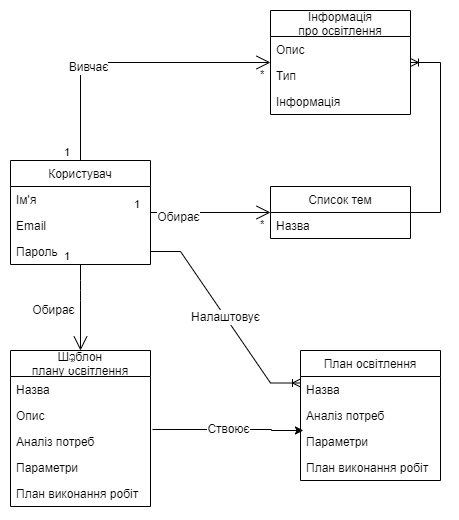 Інформація
про освітлення
Опис
Тип
Інформація
Вивчає
*
1
Користувач
Ім'я
Email
Пароль
1
1
Обирає
*
Список тем
Назва
Обирає
Налаштовує
*
Шаблон
плану освітлення
Назва
Опис
Аналіз потреб
Параметри
План виконання робіт
Ствоює
План освітлення
Назва
Аналіз потреб
Параметри
План виконання робіт